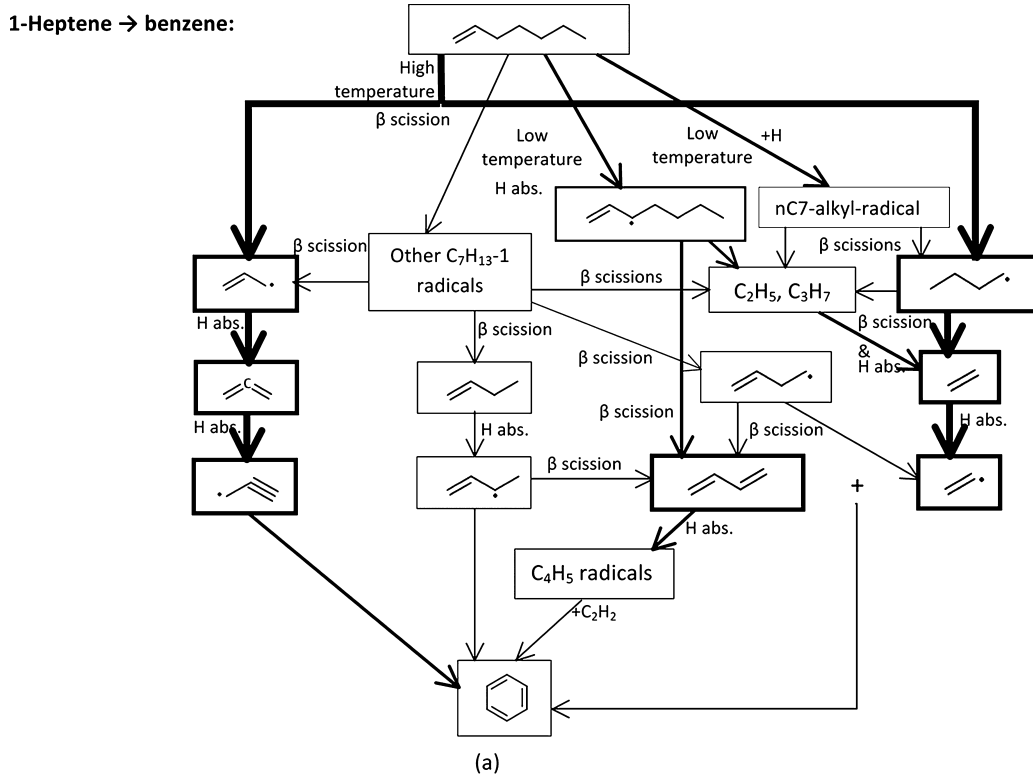 1-Heptene → benzene:
High
temperature
β scission
Low
temperature
H abs.
Low
temperature
+H
nC7-alkyl-radical
β scission
Other C₇H₁₃-1
radicals
β scissions
β scissions
C₂H₅, C₃H₇
H abs.
β scission
β scission
β scission
&
H abs.
C
H abs.
H abs.
β scission
β scission
H abs.
β scission
+
H abs.
C₄H₅ radicals
+C₂H₂
(a)